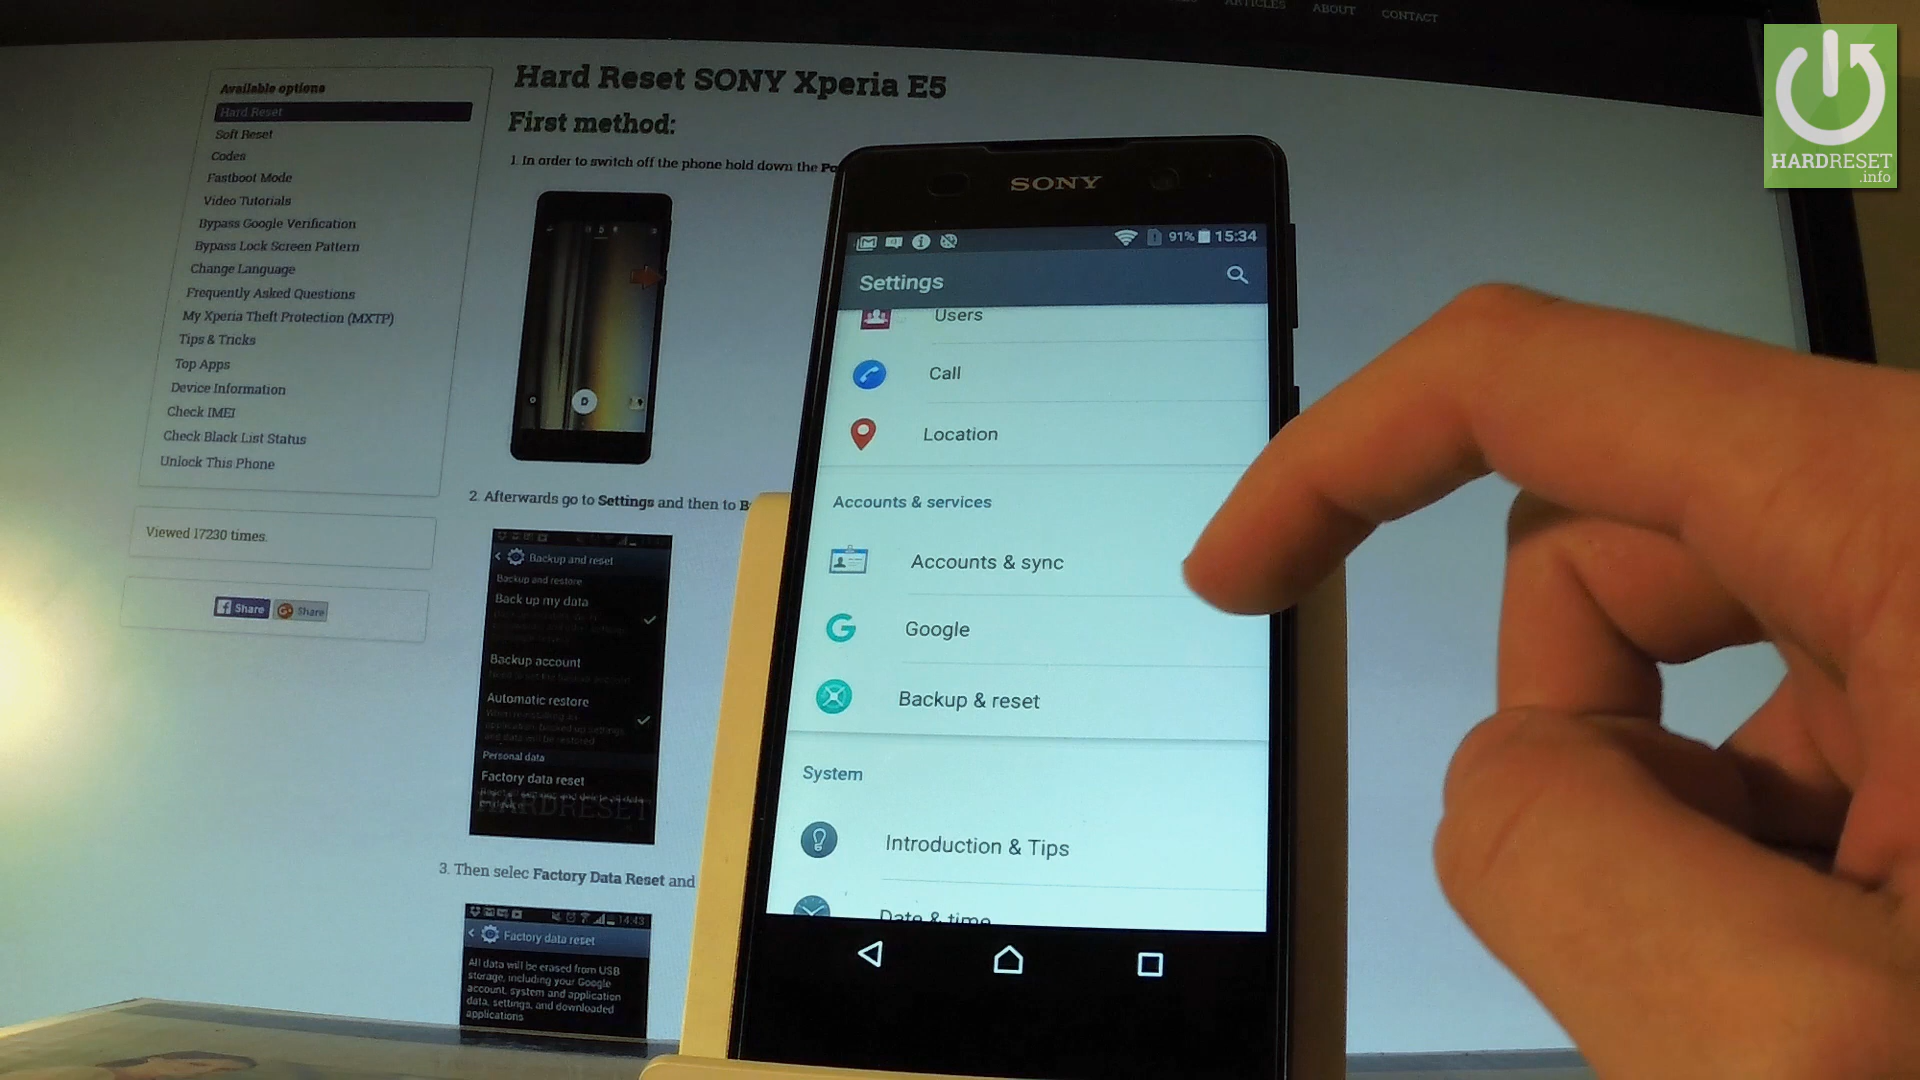 ARTICLES ABOUT CONTACT
HARDRESET
.info
Available options
Hard Reset
Soft Reset
Codes
Fastboot Mode
Video Tutorials
Bypass Google Verification
Bypass Lock Screen Pattern
Change Language
Frequently Asked Questions
My Xperia Theft Protection (MXTP)
Tips & Tricks
Top Apps
Device Information
Check IMEI
Check Black List Status
Unlock This Phone
Viewed 17230 times.
Share
Share
Hard Reset SONY Xperia E5
First method:
1. In order to switch off the phone hold down the Po
2. Afterwards go to Settings and then to B
Backup and reset
Backup and restore
Back up my data
Backup account
Automatic restore
Personal data
Factory data reset
HARDRESET
3. Then selec Factory Data Reset and
14:43
Factory data reset
All data will be erased from USB
storage, including your Google
account, system and application
data, settings, and downloaded
applications
SONY
91% 15:34
Settings
Users
Call
Location
Accounts & services
Accounts & sync
Google
Backup & reset
System
Introduction & Tips
Date & time